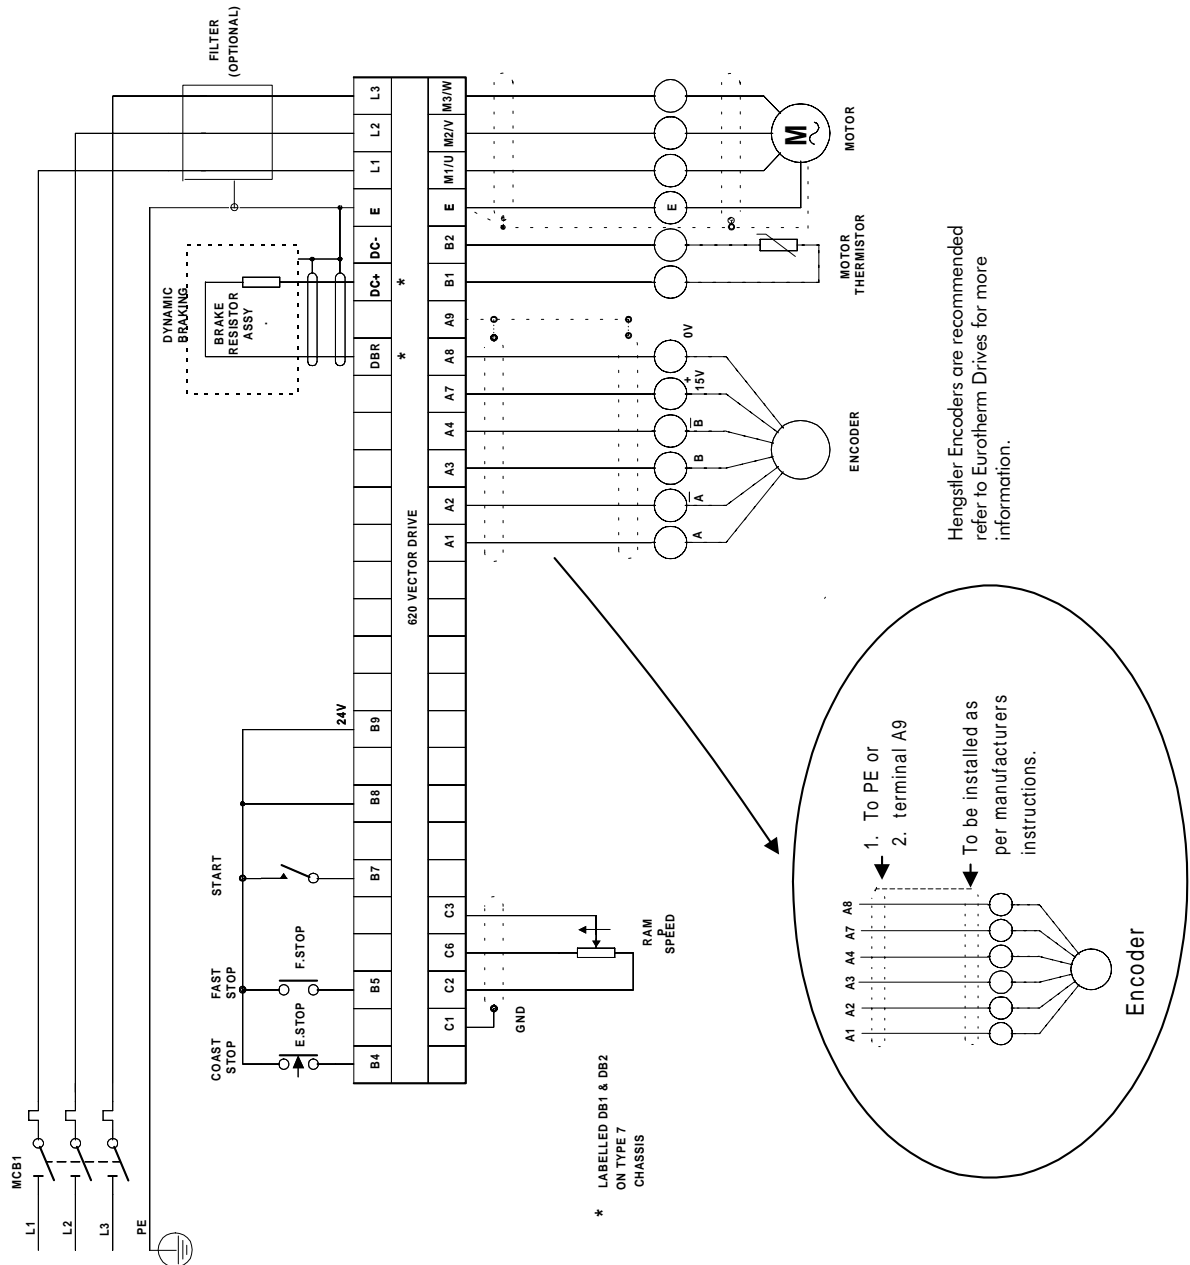 FILTER
(OPTIONAL)
L3
L2
L1
E
DC-
DC+
DBR
*
*
DYNAMIC
BRAKING
BRAKE
RESISTOR
ASSY
M3/W
M2/V
M1/U
E
B2
B1
A9
A8
A7
A4
A3
A2
A1
E
M
MOTOR
MOTOR
THERMISTOR
0V
+
15V
B
B
A
A
ENCODER
620 VECTOR DRIVE
24V
B9
B8
B7
B5
B4
START
FAST
STOP
F.STOP
COAST
STOP
E.STOP
C3
C6
C2
C1
RAM
P
SPEED
GND
* LABELLED DB1 & DB2
ON TYPE 7
CHASSIS
MCB1
L1
L2
L3
PE
Hengstler Encoders are recommended
refer to Eurotherm Drives for more
information.
1. To PE or
2. terminal A9
To be installed as
per manufacturers
instructions.
A8
A7
A4
A3
A2
A1
Encoder